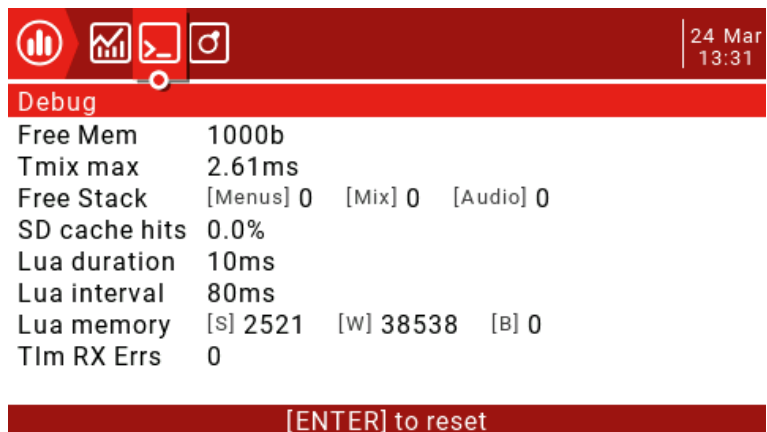 24 Mar
13:31
Debug
Free Mem 1000b
Tmix max 2.61ms
Free Stack [Menus] 0 [Mix] 0 [Audio] 0
SD cache hits 0.0%
Lua duration 10ms
Lua interval 80ms
Lua memory [S] 2521 [W] 38538 [B] 0
Tlm RX Errs 0
[ENTER] to reset